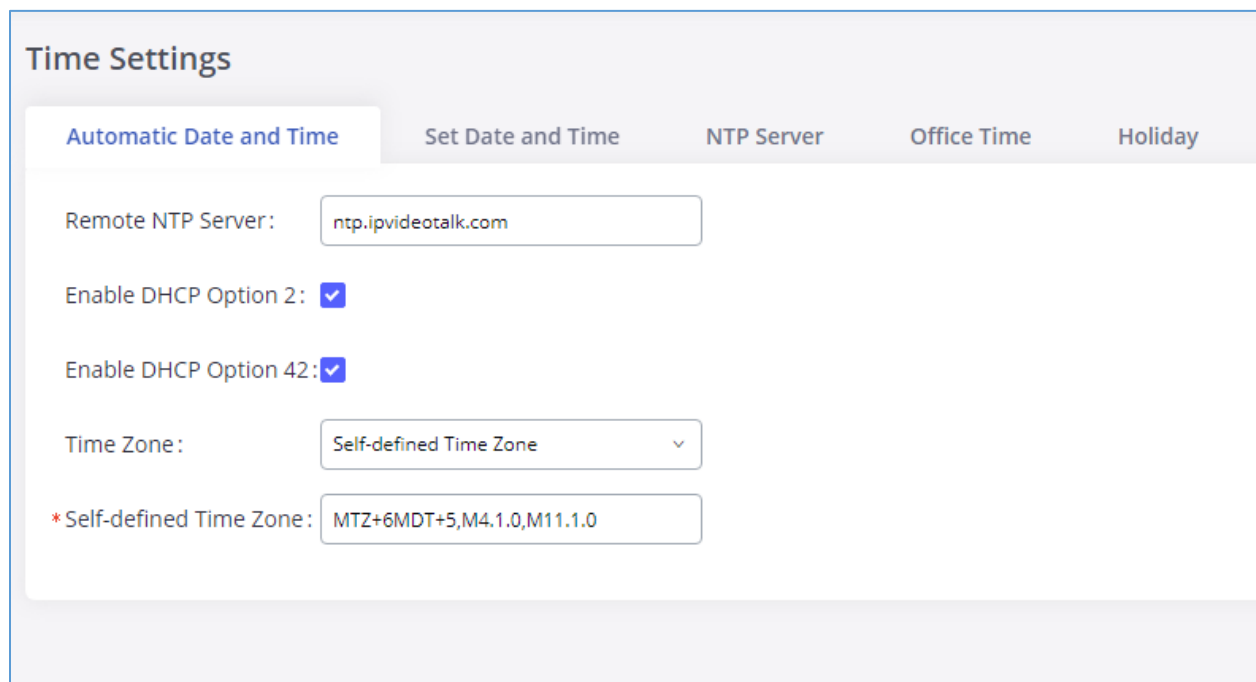 Time Settings
Automatic Date and Time Set Date and Time NTP Server Office Time Holiday
Remote NTP Server: ntp.ipvideotalk.com
Enable DHCP Option 2:
Enable DHCP Option 42:
Time Zone: Self-defined Time Zone
* Self-defined Time Zone: MTZ+6MDT+5,M4.1.0,M11.1.0